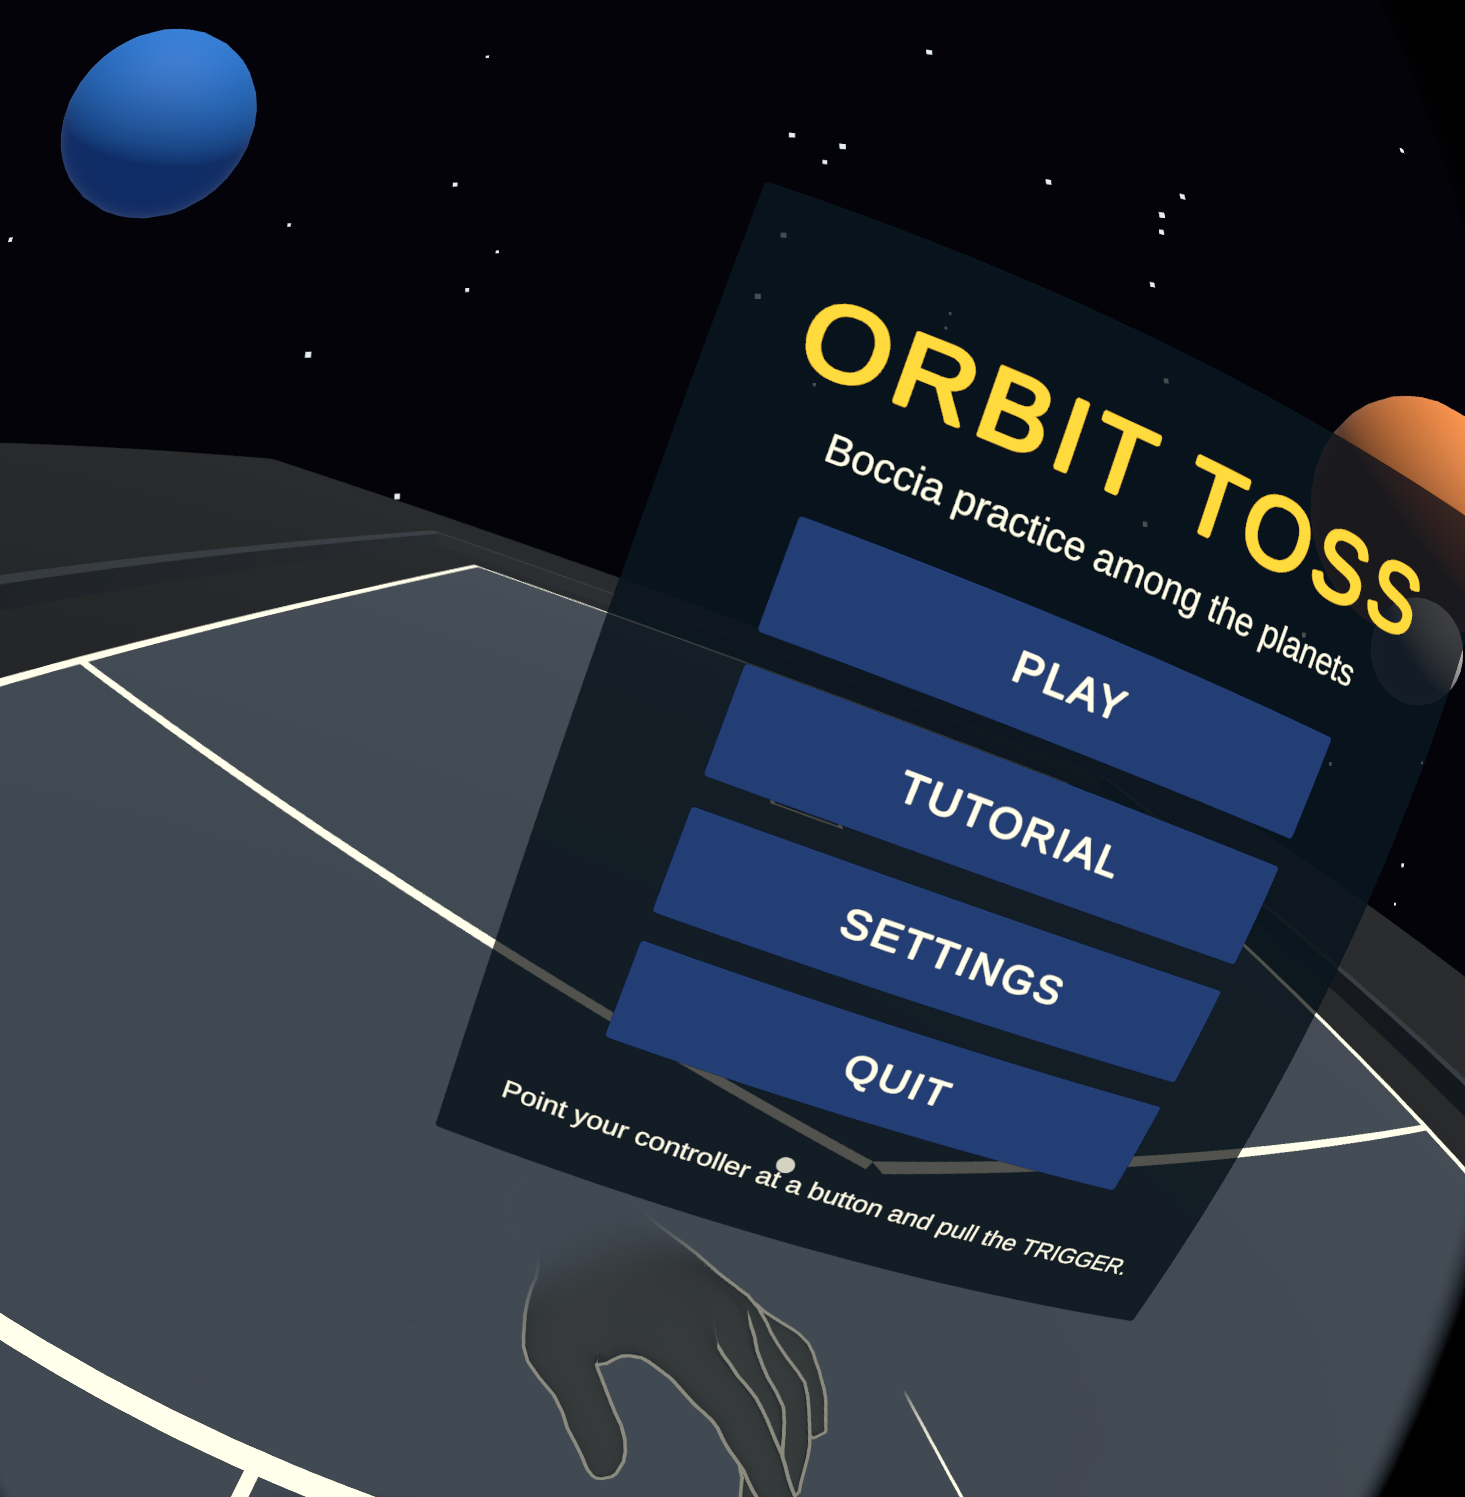 ORBIT TOSS
Boccia practice among the planets
PLAY
TUTORIAL
SETTINGS
QUIT
Point your controller at a button and pull the TRIGGER.